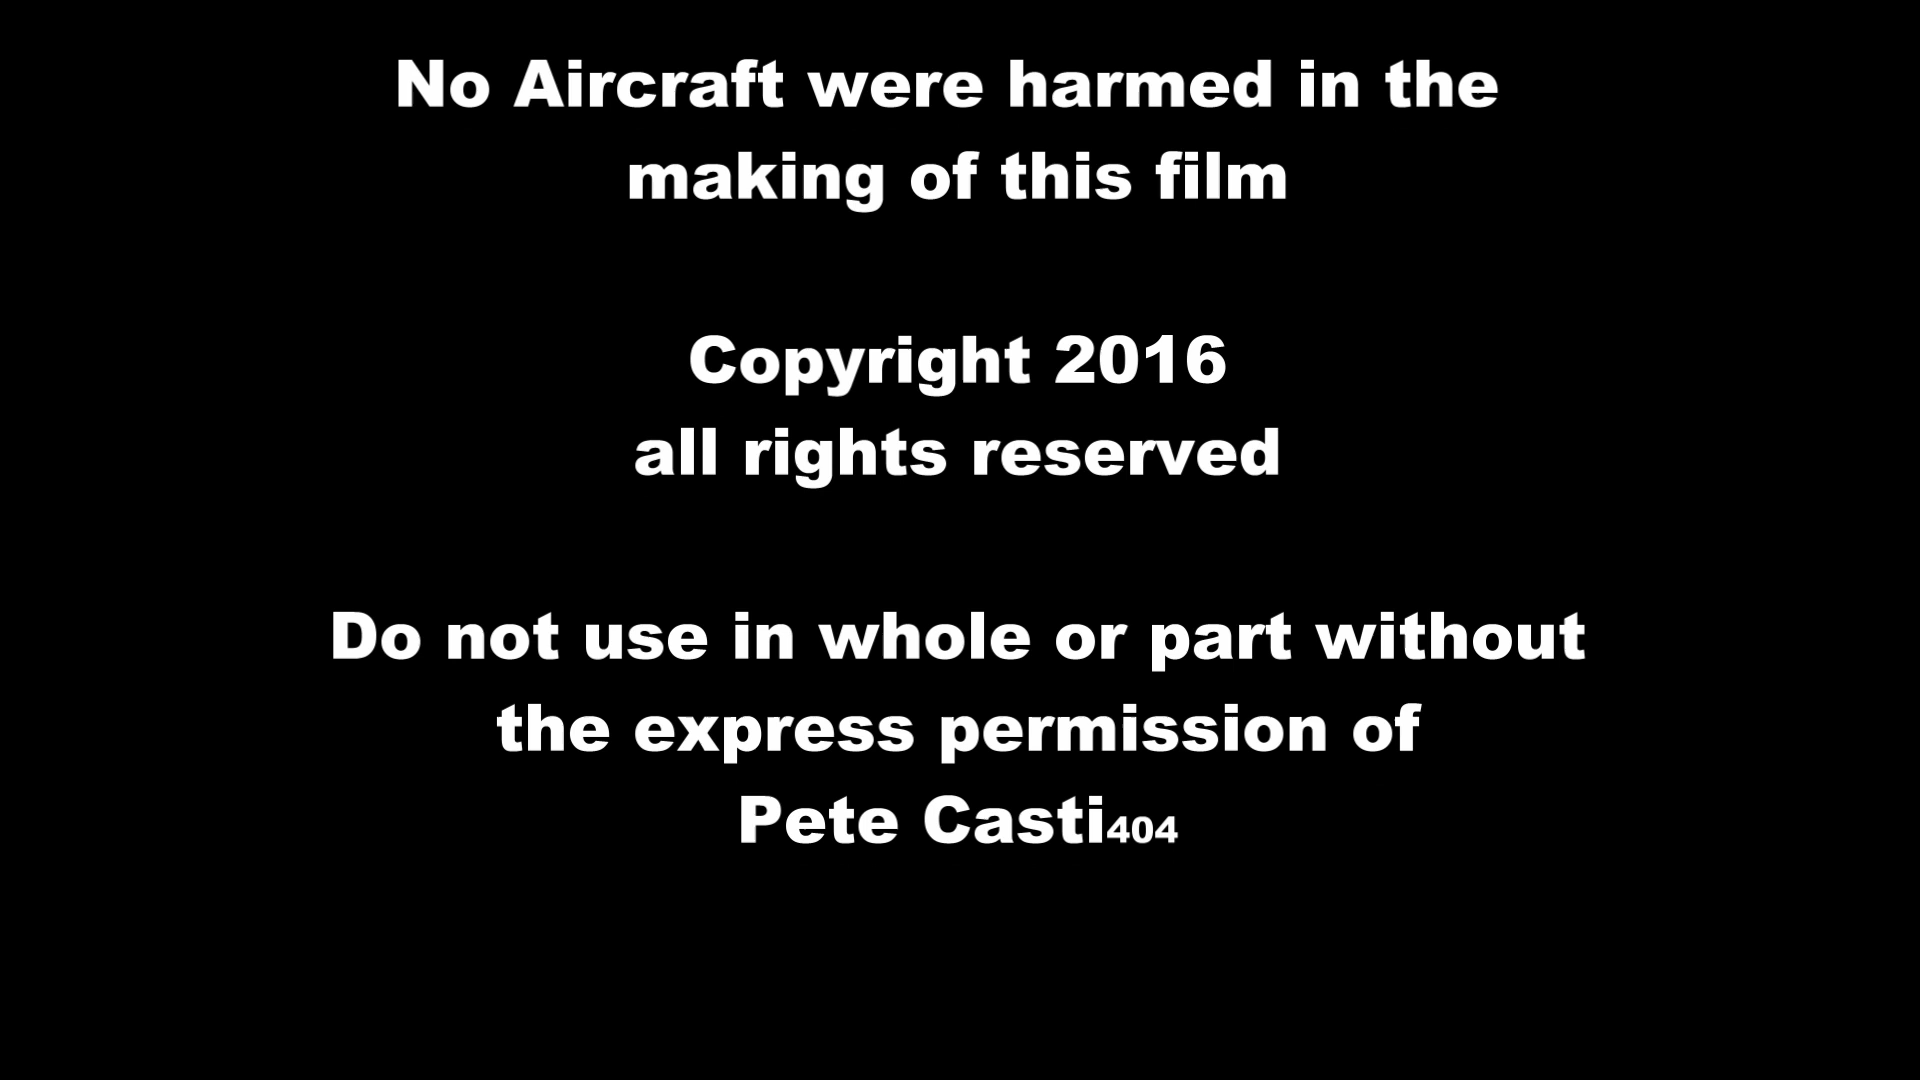 No Aircraft were harmed in the
making of this film
Copyright 2016
all rights reserved
Do not use in whole or part without
the express permission of
Pete Casti404